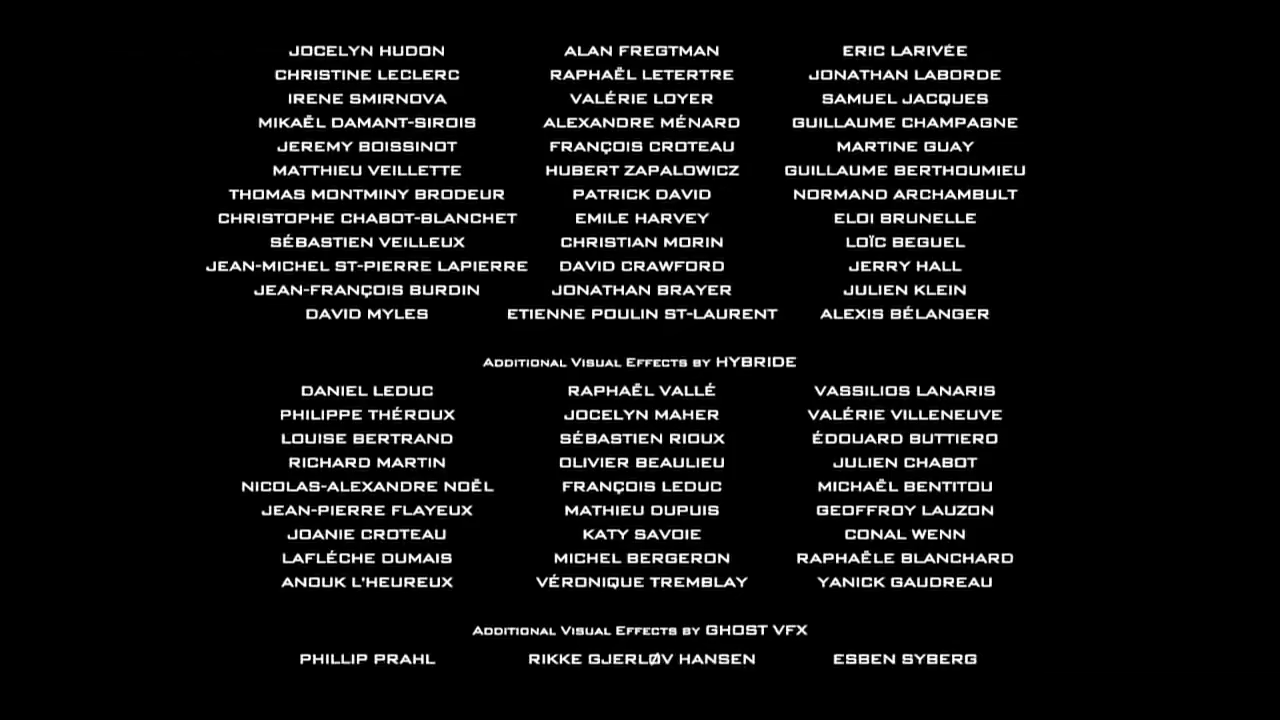 JOCELYN HUDON ALAN FREGTMAN ERIC LARIVÉE
CHRISTINE LECLERC RAPHAËL LETERTRE JONATHAN LABORDE
IRENE SMIRNOVA VALÉRIE LOYER SAMUEL JACQUES
MIKAËL DAMANT-SIROIS ALEXANDRE MÉNARD GUILLAUME CHAMPAGNE
JEREMY BOISSINOT FRANÇOIS CROTEAU MARTINE GUAY
MATTHIEU VEILLETTE HUBERT ZAPALOWICZ GUILLAUME BERTHOUMIEU
THOMAS MONTMINY BRODEUR PATRICK DAVID NORMAND ARCHAMBULT
CHRISTOPHE CHABOT-BLANCHET EMILE HARVEY ELOI BRUNELLE
SÉBASTIEN VEILLEUX CHRISTIAN MORIN LOÏC BEGUEL
JEAN-MICHEL ST-PIERRE LAPIERRE DAVID CRAWFORD JERRY HALL
JEAN-FRANÇOIS BURDIN JONATHAN BRAYER JULIEN KLEIN
DAVID MYLES ETIENNE POULIN ST-LAURENT ALEXIS BÉLANGER
Additional Visual Effects by HYBRIDE
DANIEL LEDUC RAPHAËL VALLÉ VASSILIOS LANARIS
PHILIPPE THÉROUX JOCELYN MAHER VALÉRIE VILLENEUVE
LOUISE BERTRAND SÉBASTIEN RIOUX ÉDOUARD BUTTIERO
RICHARD MARTIN OLIVIER BEAULIEU JULIEN CHABOT
NICOLAS-ALEXANDRE NOËL FRANÇOIS LEDUC MICHAËL BENTITOU
JEAN-PIERRE FLAYEUX MATHIEU DUPUIS GEOFFROY LAUZON
JOANIE CROTEAU KATY SAVOIE CONAL WENN
LAFLÉCHE DUMAIS MICHEL BERGERON RAPHAÈLE BLANCHARD
ANOUK L'HEUREUX VÉRONIQUE TREMBLAY YANICK GAUDREAU
Additional Visual Effects by GHOST VFX
PHILLIP PRAHL RIKKE GJERLØV HANSEN ESBEN SYBERG